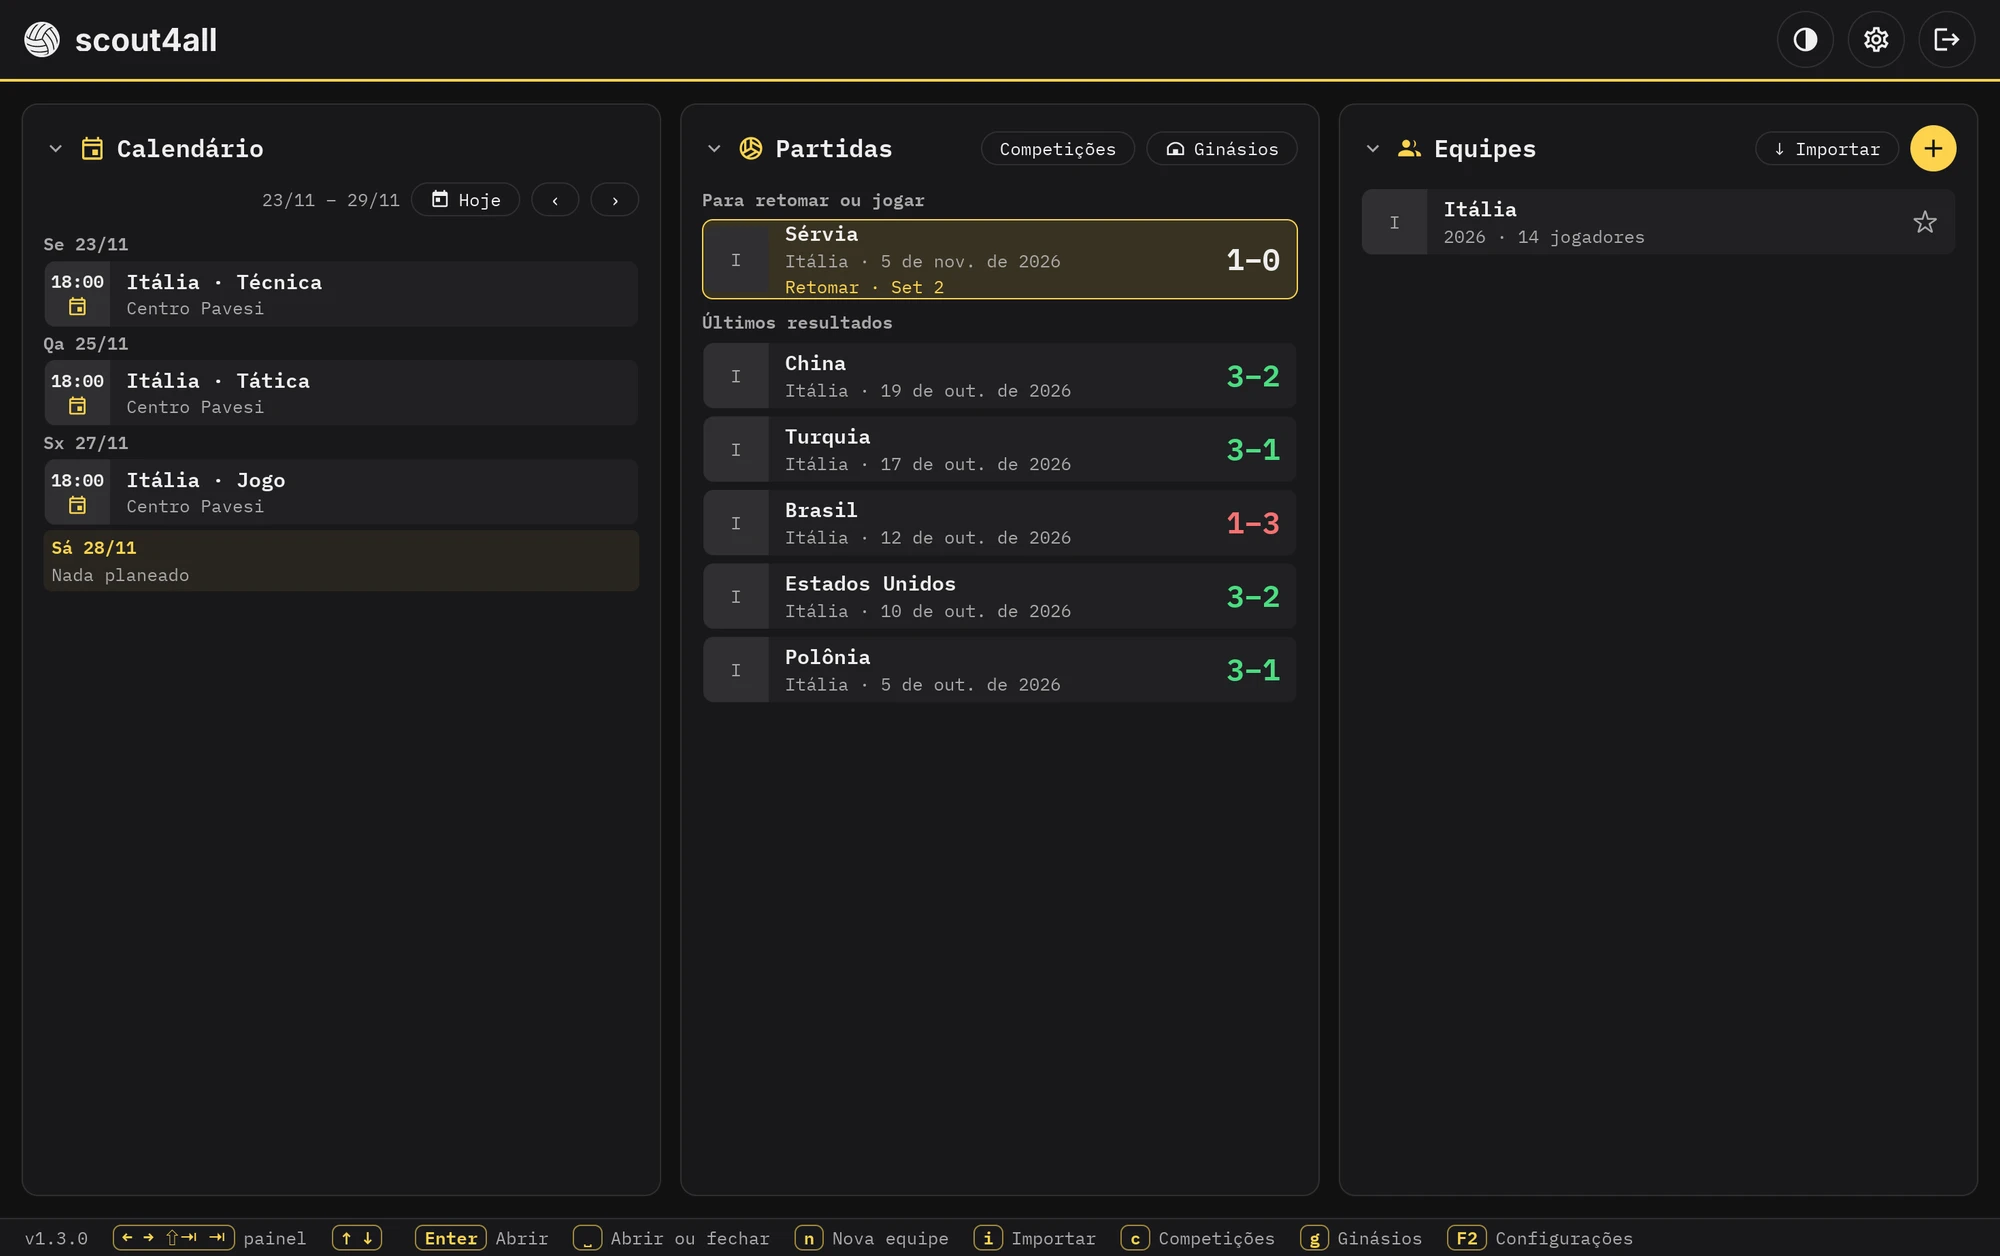 scout4all
Calendário
23/11 – 29/11 Hoje ‹ ›
Se 23/11
18:00 Itália · Técnica
Centro Pavesi
Qa 25/11
18:00 Itália · Tática
Centro Pavesi
Sx 27/11
18:00 Itália · Jogo
Centro Pavesi
Sá 28/11
Nada planeado
Partidas Competições Ginásios
Para retomar ou jogar
I Sérvia
Itália · 5 de nov. de 2026
Retomar · Set 2
1–0
Últimos resultados
I China
Itália · 19 de out. de 2026
3–2
I Turquia
Itália · 17 de out. de 2026
3–1
I Brasil
Itália · 12 de out. de 2026
1–3
I Estados Unidos
Itália · 10 de out. de 2026
3–2
I Polônia
Itália · 5 de out. de 2026
3–1
Equipes ↓ Importar +
I Itália
2026 · 14 jogadores
v1.3.0 ← → ⇧⇥ ⇥ painel ↑ ↓ Enter Abrir ␣ Abrir ou fechar n Nova equipe i Importar c Competições g Ginásios F2 Configurações